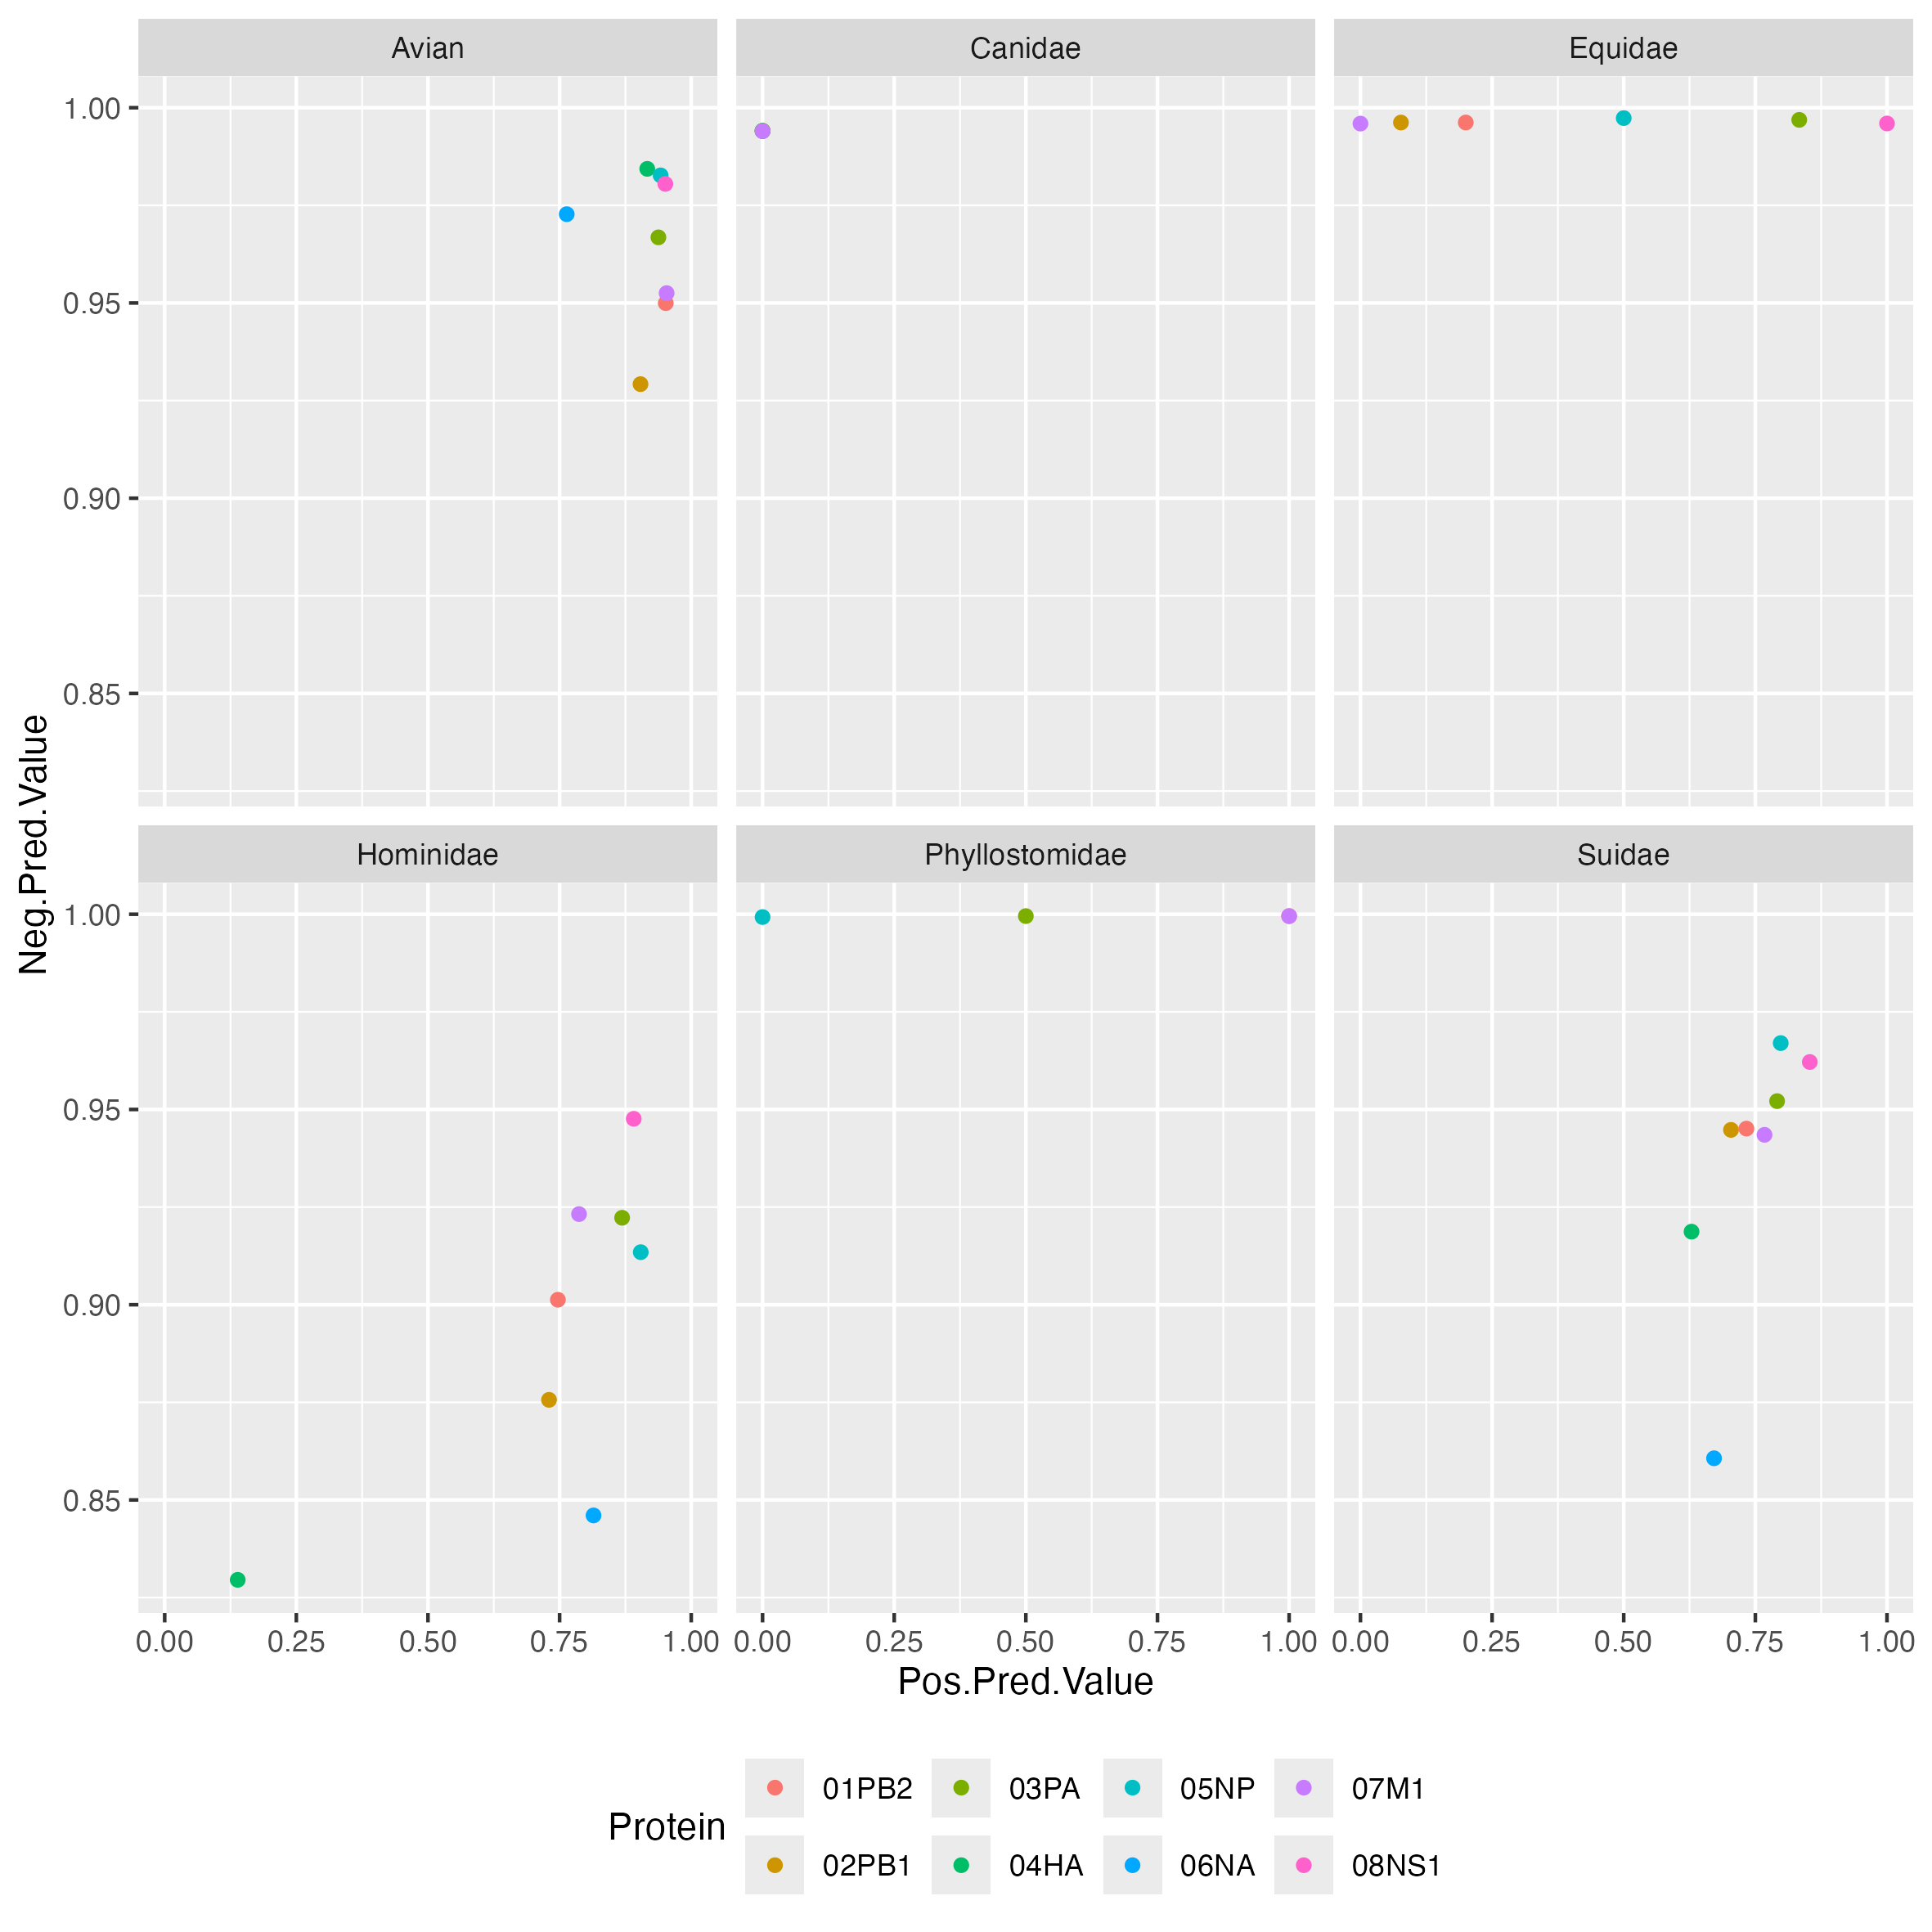 Avian Canidae Equidae
1.00
0.95
0.90
0.85
Neg.Pred.Value
Hominidae Phyllostomidae Suidae
1.00
0.95
0.90
0.85
0.00 0.25 0.50 0.75 1.00 0.00 0.25 0.50 0.75 1.00 0.00 0.25 0.50 0.75 1.00
Pos.Pred.Value
Protein
01PB2 03PA 05NP 07M1
02PB1 04HA 06NA 08NS1